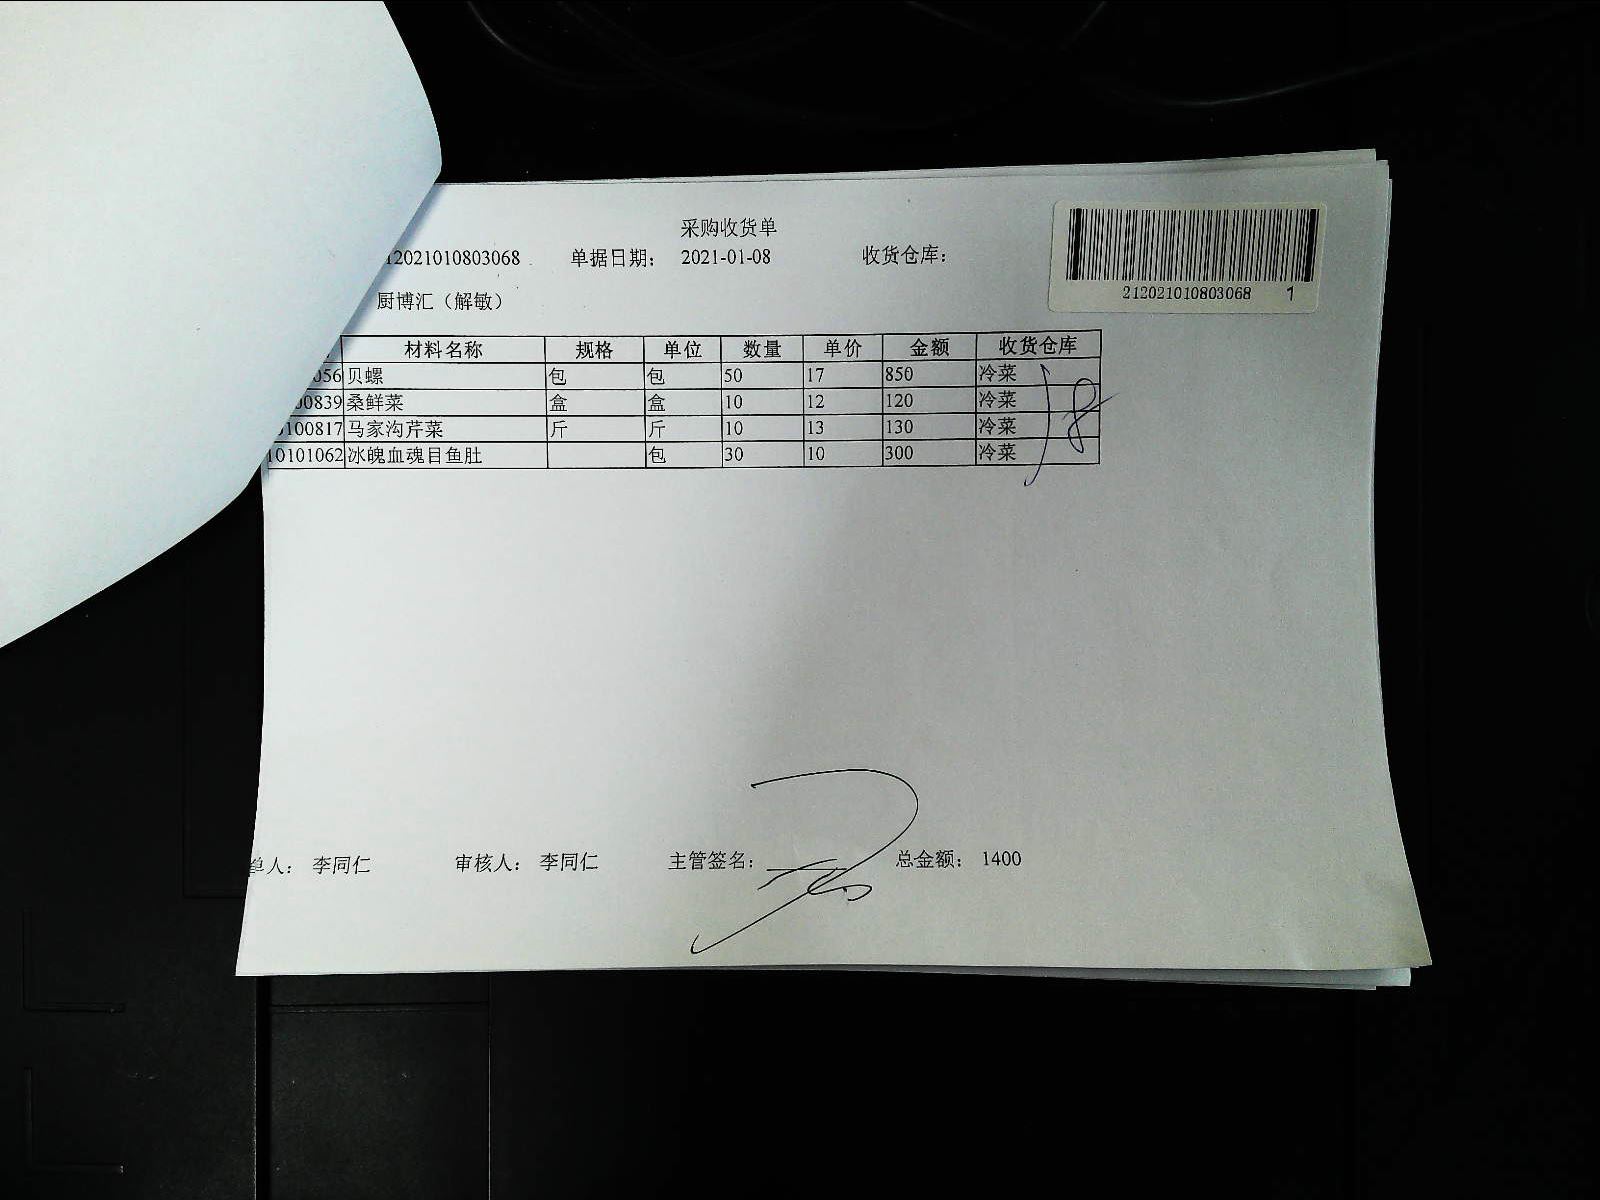 采购收货单
12021010803068 单据日期: 2021-01-08 收货仓库:
212021010803068 1
厨博汇（解敏）
材料名称 规格 单位 数量 单价 金额 收货仓库
056 贝螺 包 包 50 17 850 冷菜
00839 桑鲜菜 盒 盒 10 12 120 冷菜
100817 马家沟芹菜 斤 斤 10 13 130 冷菜
10101062 冰魄血魂目鱼肚 包 30 10 300 冷菜
单人: 李同仁 审核人: 李同仁 主管签名: 总金额: 1400